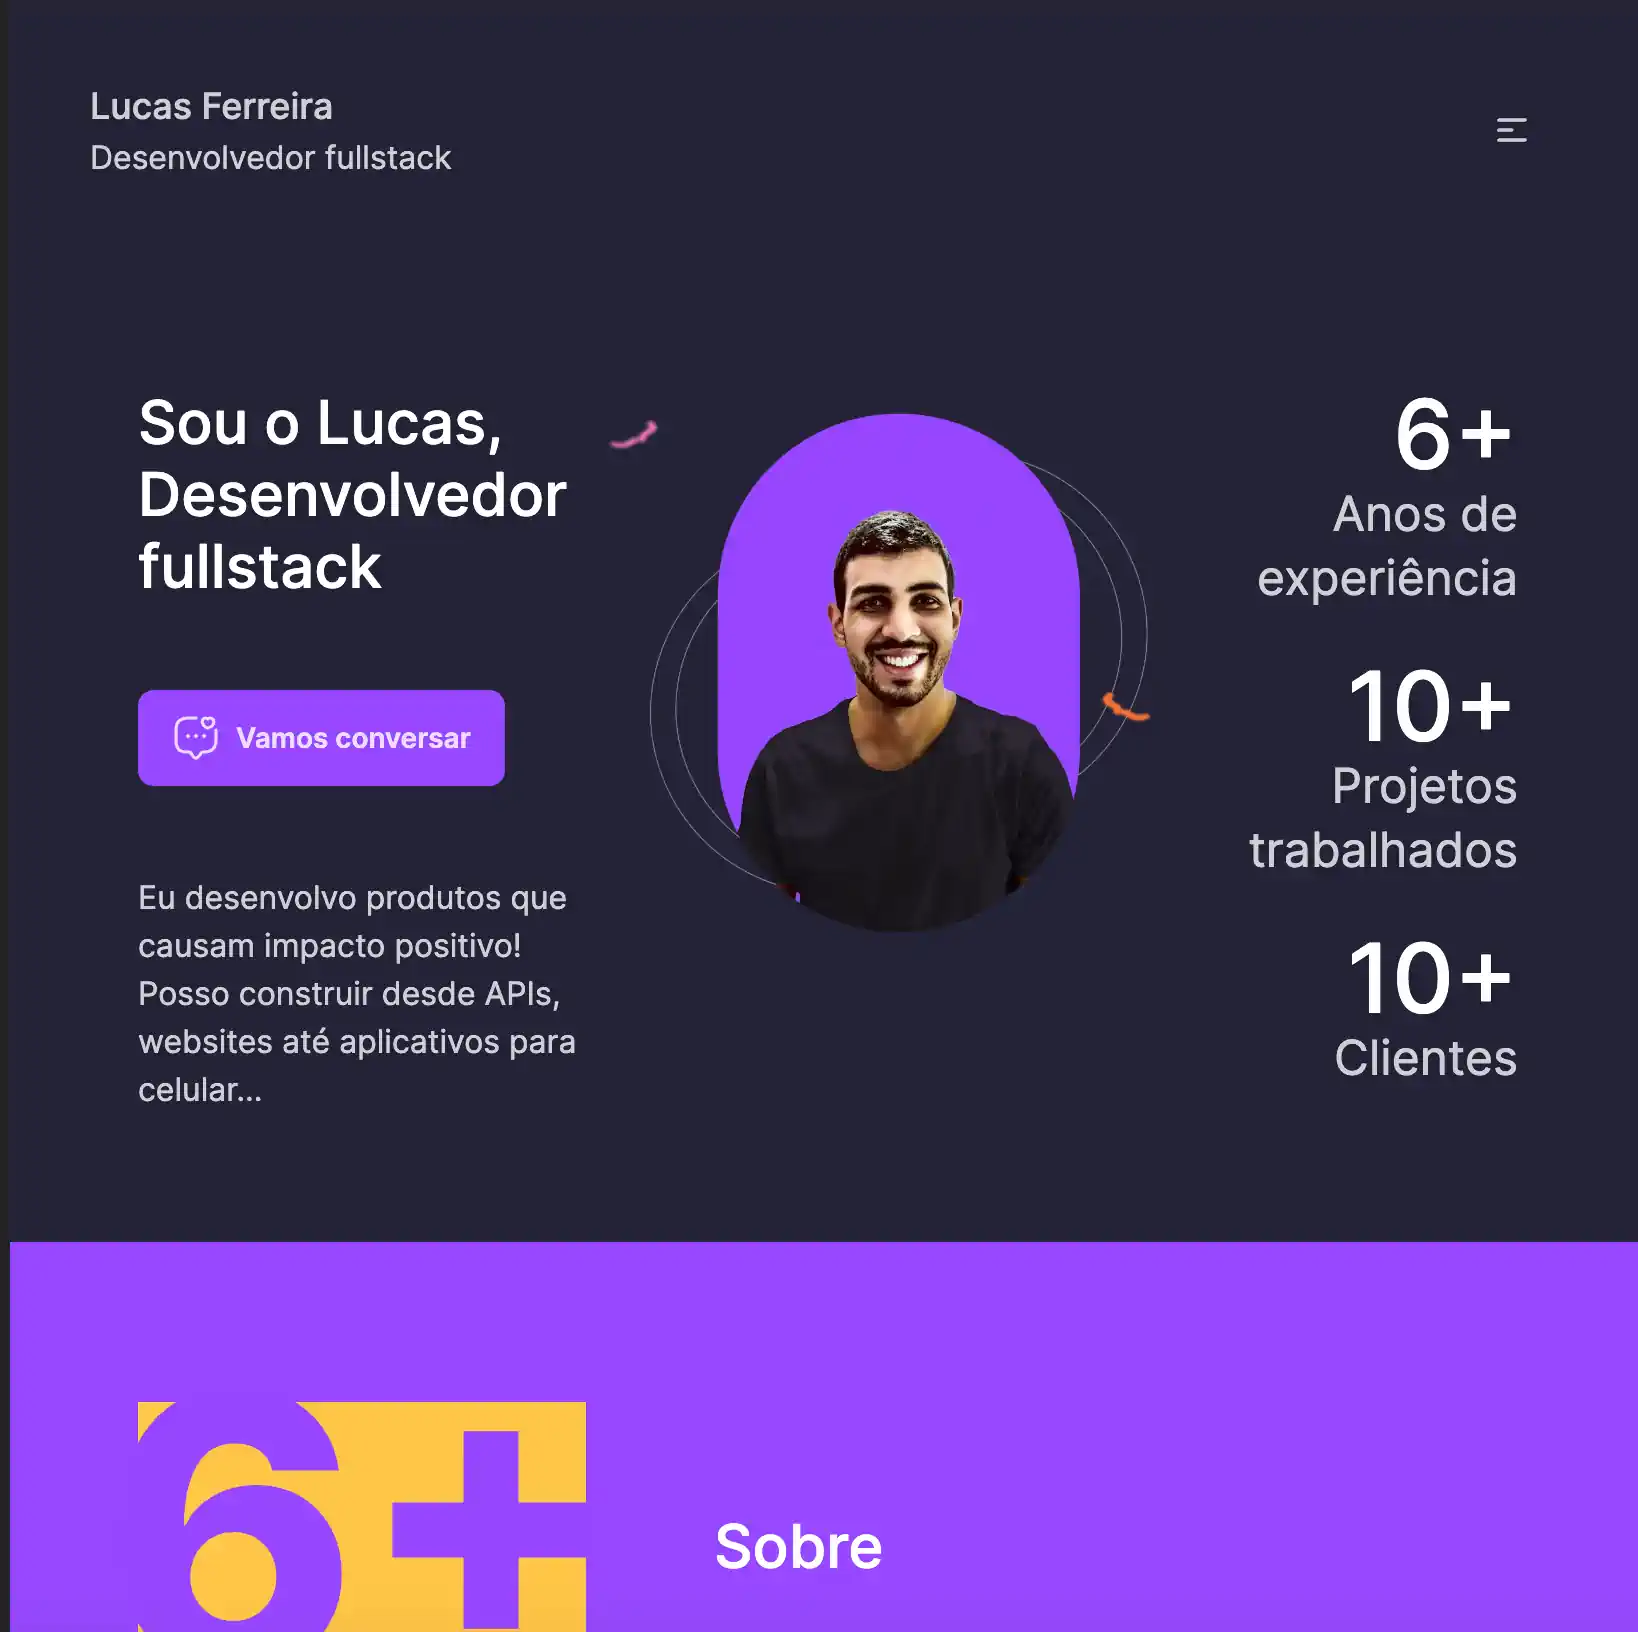 Lucas Ferreira
Desenvolvedor fullstack
Sou o Lucas,
Desenvolvedor
fullstack
Vamos conversar
Eu desenvolvo produtos que
causam impacto positivo!
Posso construir desde APIs,
websites até aplicativos para
celular...
6+
Anos de
experiência
10+
Projetos
trabalhados
10+
Clientes
6+
Sobre